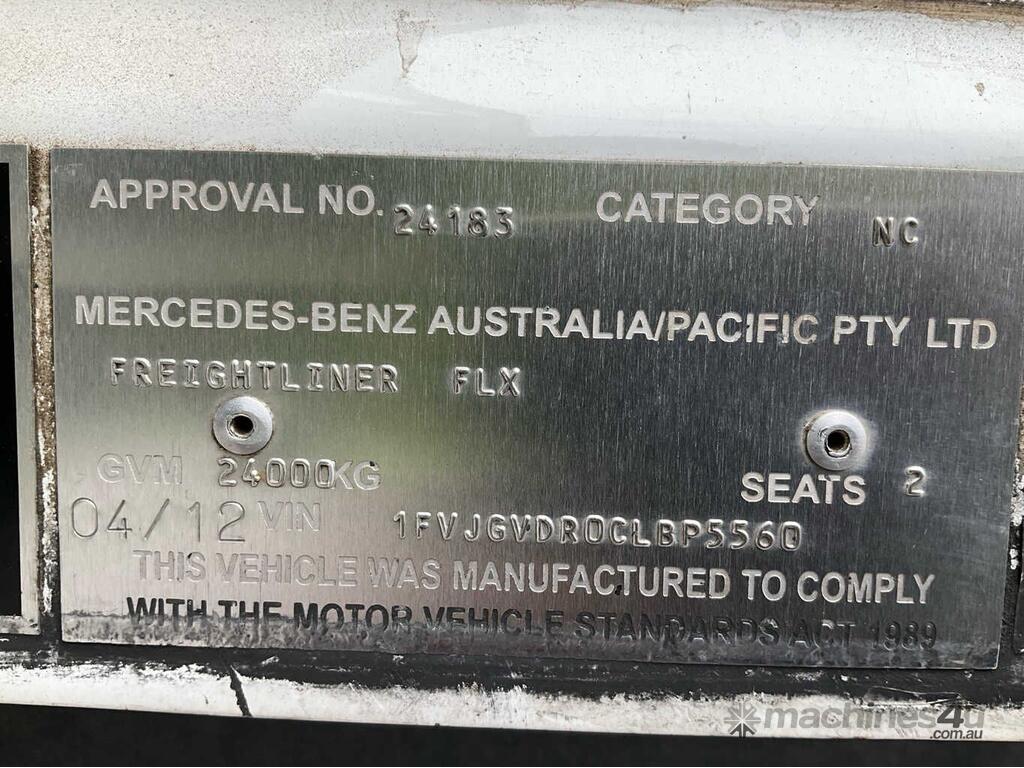 APPROVAL NO. 24183 CATEGORY NC
MERCEDES-BENZ AUSTRALIA/PACIFIC PTY LTD
FREIGHTLINER FLX
GVM 24000KG SEATS 2
04/12 VIN 1FVJGVDR0CLBP5560
THIS VEHICLE WAS MANUFACTURED TO COMPLY
WITH THE MOTOR VEHICLE STANDARDS ACT 1989
machines4u
.com.au